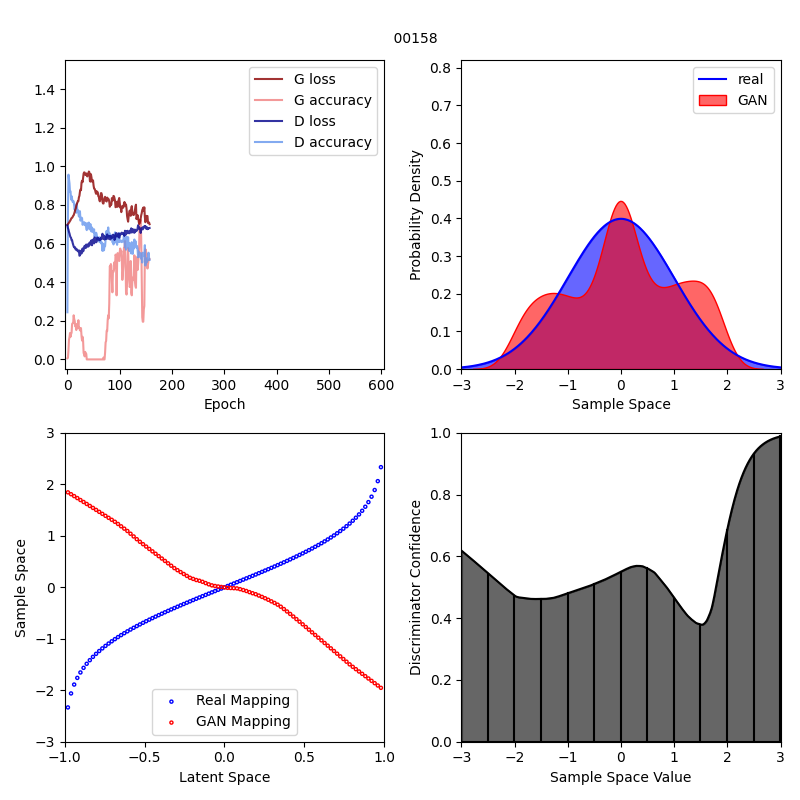 00158
1.4
1.2
1.0
0.8
0.6
0.4
0.2
0.0
0 100 200 300 400 500 600
Epoch
G loss
G accuracy
D loss
D accuracy
Probability Density
0.8
0.7
0.6
0.5
0.4
0.3
0.2
0.1
0.0
−3 −2 −1 0 1 2 3
Sample Space
real
GAN
Sample Space
3
2
1
0
−1
−2
−3
−1.0 −0.5 0.0 0.5 1.0
Latent Space
Real Mapping
GAN Mapping
Discriminator Confidence
1.0
0.8
0.6
0.4
0.2
0.0
−3 −2 −1 0 1 2 3
Sample Space Value